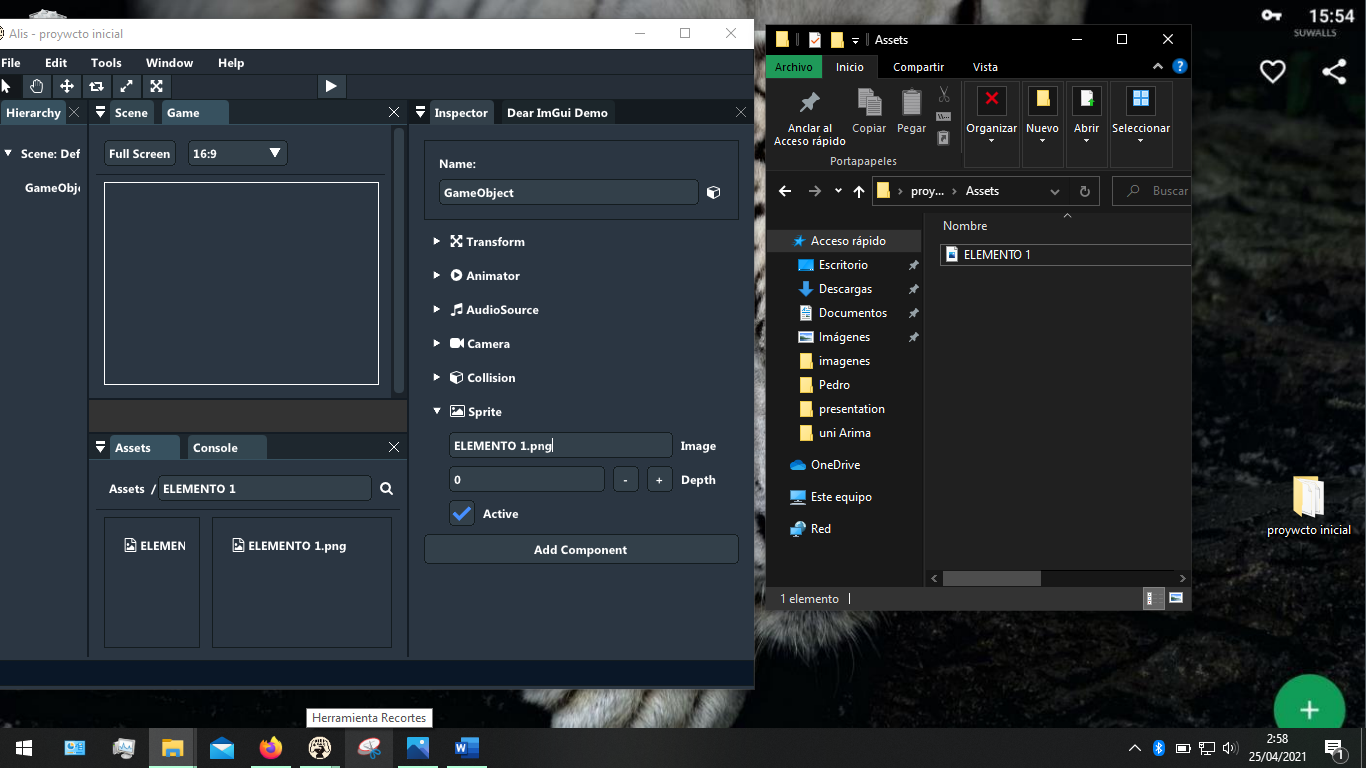 Alis - proywcto inicial
File Edit Tools Window Help
Hierarchy
Scene: Def
GameObje
Scene Game
Full Screen 16:9
Assets Console
Assets / ELEMENTO 1
ELEMEN ELEMENTO 1.png
Inspector Dear ImGui Demo
Name:
GameObject
Transform
Animator
AudioSource
Camera
Collision
Sprite
ELEMENTO 1.png Image
0 - + Depth
Active
Add Component
Assets
Archivo Inicio Compartir Vista
Anclar al Acceso rápido
Copiar
Pegar
Portapapeles
Organizar
Nuevo
Abrir
Seleccionar
proy... › Assets
Buscar
Acceso rápido
Escritorio
Descargas
Documentos
Imágenes
imagenes
Pedro
presentation
uni Arima
OneDrive
Este equipo
Red
Nombre
ELEMENTO 1
1 elemento
15:54
SUWALLS
proywcto inicial
Herramienta Recortes
2:58
25/04/2021
1